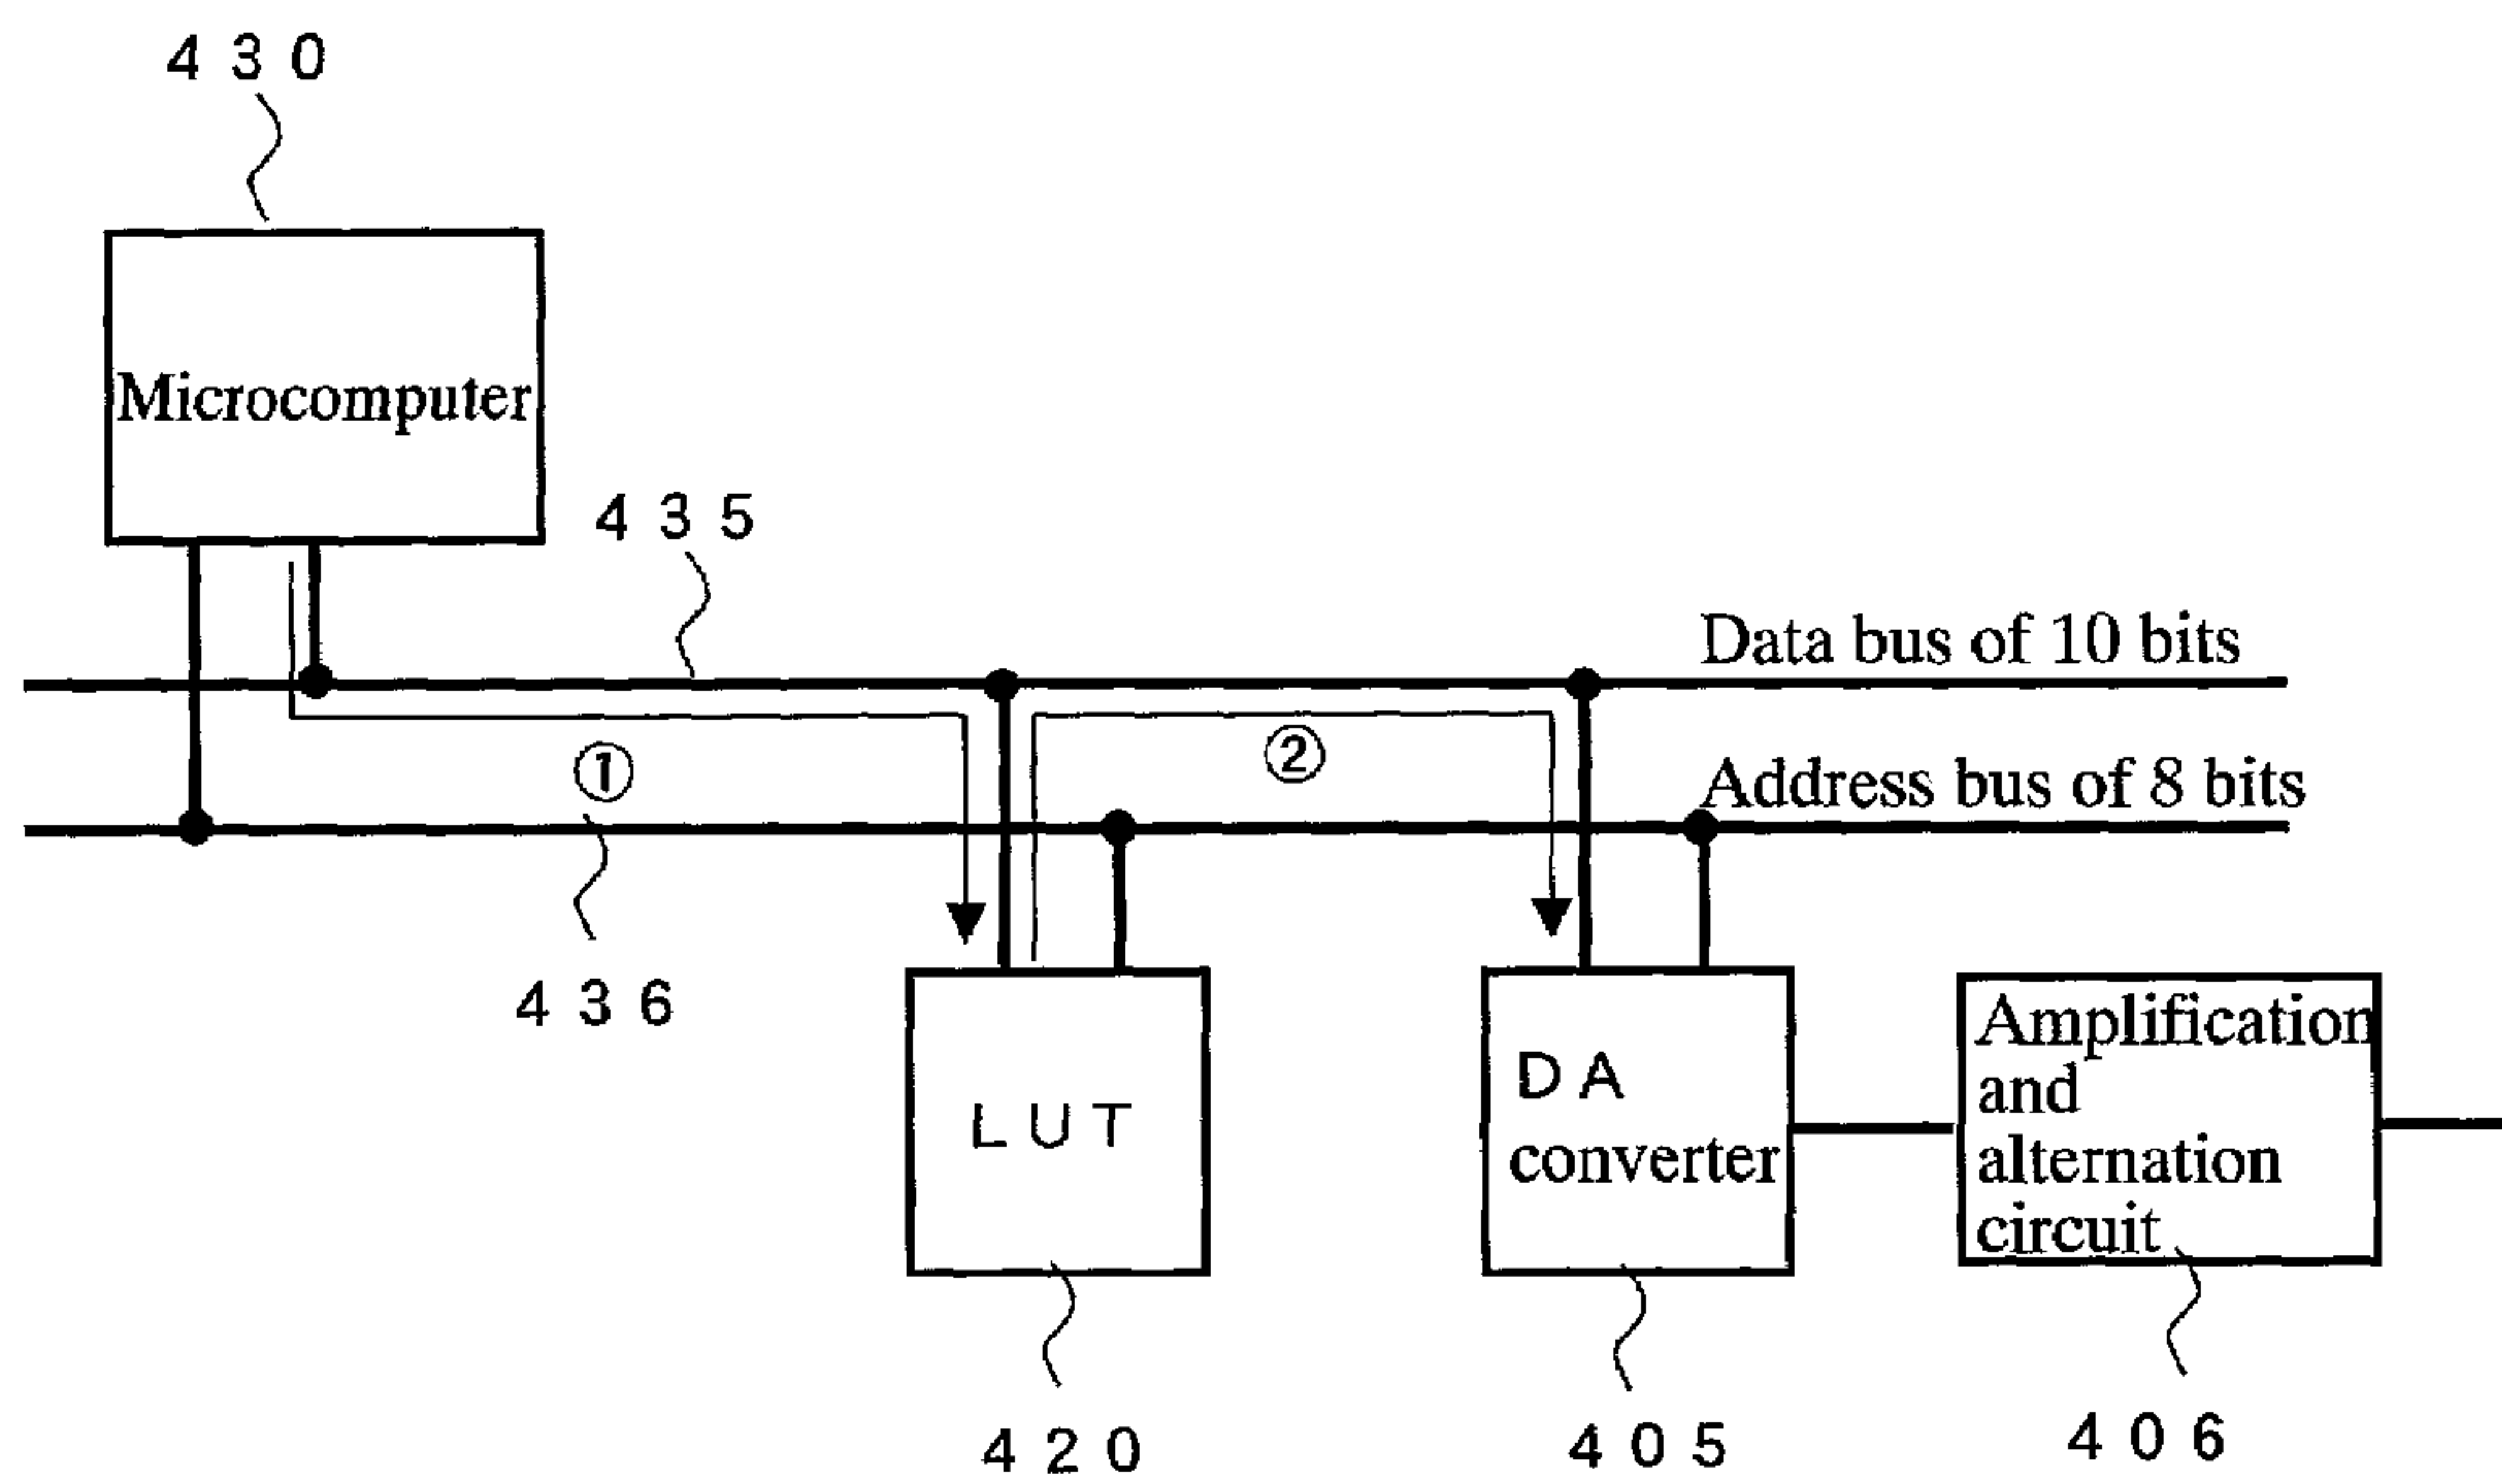 430
Microcomputer
435
Data bus of 10 bits
①
②
Address bus of 8 bits
436
LUT
DA
converter
Amplification
and
alternation
circuit
420
405
406